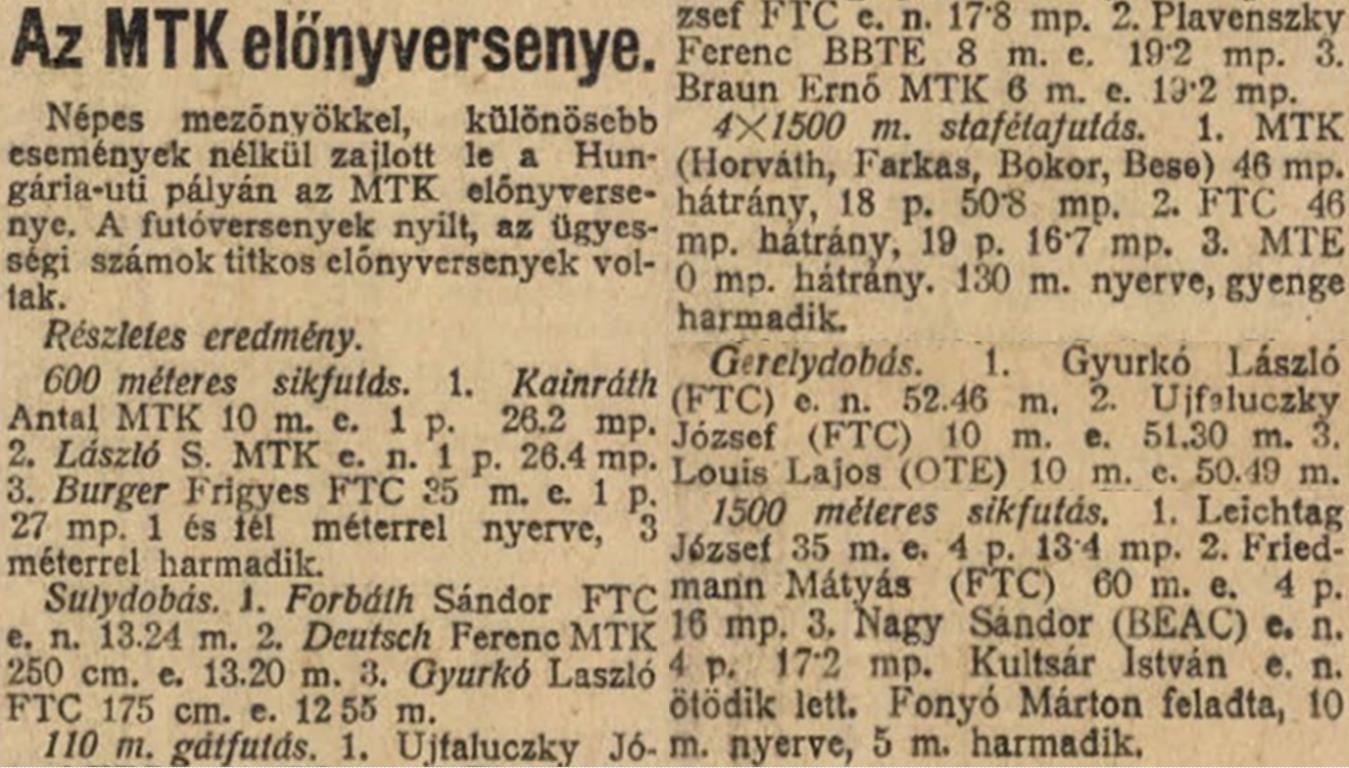 Az MTK előnyversenye.
Népes mezőnyökkel, különösebb
események nélkül zajlott le a Hun-
gária-uti pályán az MTK előnyverse-
nye. A futóversenyek nyilt, az ügyes-
ségi számok titkos előnyversenyek vol-
tak.
Részletes eredmény.
600 méteres sikfutás. 1. Kainráth
Antal MTK 10 m. e. 1 p. 26.2 mp.
2. László S. MTK e. n. 1 p. 26.4 mp.
3. Burger Frigyes FTC 35 m. e. 1 p.
27 mp. 1 és fél méterrel nyerve, 3
méterrel harmadik.
Sulydobás. 1. Forbáth Sándor FTC
e. n. 13.24 m. 2. Deutsch Ferenc MTK
250 cm. e. 13.20 m. 3. Gyurkó Laszló
FTC 175 cm. e. 12 55 m.
110 m. gátfutás. 1. Ujfaluczky Jó-
zsef FTC e. n. 17·8 mp. 2. Plavenszky
Ferenc BBTE 8 m. e. 19·2 mp. 3.
Braun Ernő MTK 6 m. e. 19·2 mp.
4×1500 m. stafétafutás. 1. MTK
(Horváth, Farkas, Bokor, Bese) 46 mp.
hátrány, 18 p. 50·8 mp. 2. FTC 46
mp. hátrány, 19 p. 16·7 mp. 3. MTE
0 mp. hátrány. 130 m. nyerve, gyenge
harmadik.
Gerelydobás. 1. Gyurkó László
(FTC) e. n. 52.46 m. 2. Ujfaluczky
József (FTC) 10 m. e. 51.30 m. 3.
Louis Lajos (OTE) 10 m. e. 50.49 m.
1500 méteres sikfutás. 1. Leichtag
József 35 m. e. 4 p. 13·4 mp. 2. Fried-
mann Mátyás (FTC) 60 m. e. 4 p.
16 mp. 3. Nagy Sándor (BEAC) e. n.
4 p. 17·2 mp. Kultsár István e. n.
ötödik lett. Fonyó Márton feladta, 10
m. nyerve, 5 m. harmadik.